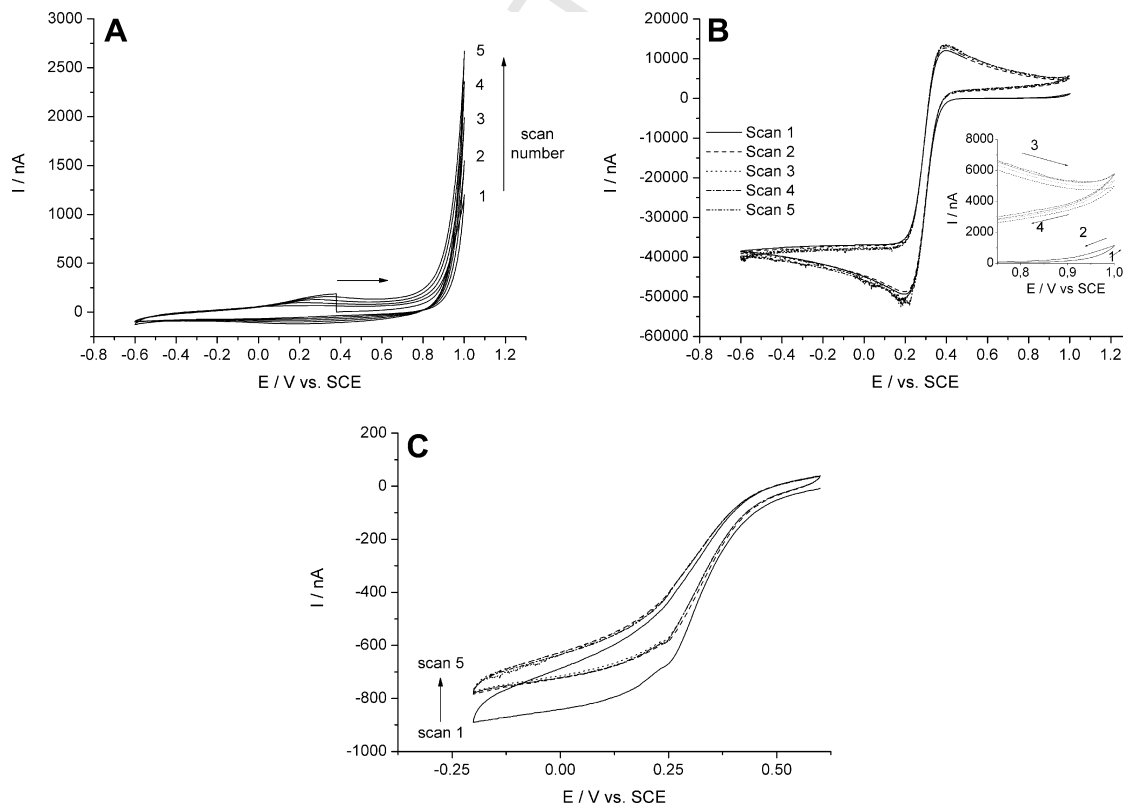 A
3000
2500
2000
1500
1000
500
0
I / nA
5
4
3
2
1
scan
number
-0.8 -0.6 -0.4 -0.2 0.0 0.2 0.4 0.6 0.8 1.0 1.2
E / V vs. SCE
B
20000
10000
0
-10000
-20000
-30000
-40000
-50000
-60000
I / nA
Scan 1
Scan 2
Scan 3
Scan 4
Scan 5
8000
6000
4000
2000
0
I / nA
3
4
2
1
0.8 0.9 1.0
E / V vs SCE
-0.8 -0.6 -0.4 -0.2 0.0 0.2 0.4 0.6 0.8 1.0 1.2
E / vs. SCE
C
200
0
-200
-400
-600
-800
-1000
I / nA
scan 5
scan 1
-0.25 0.00 0.25 0.50
E / V vs. SCE